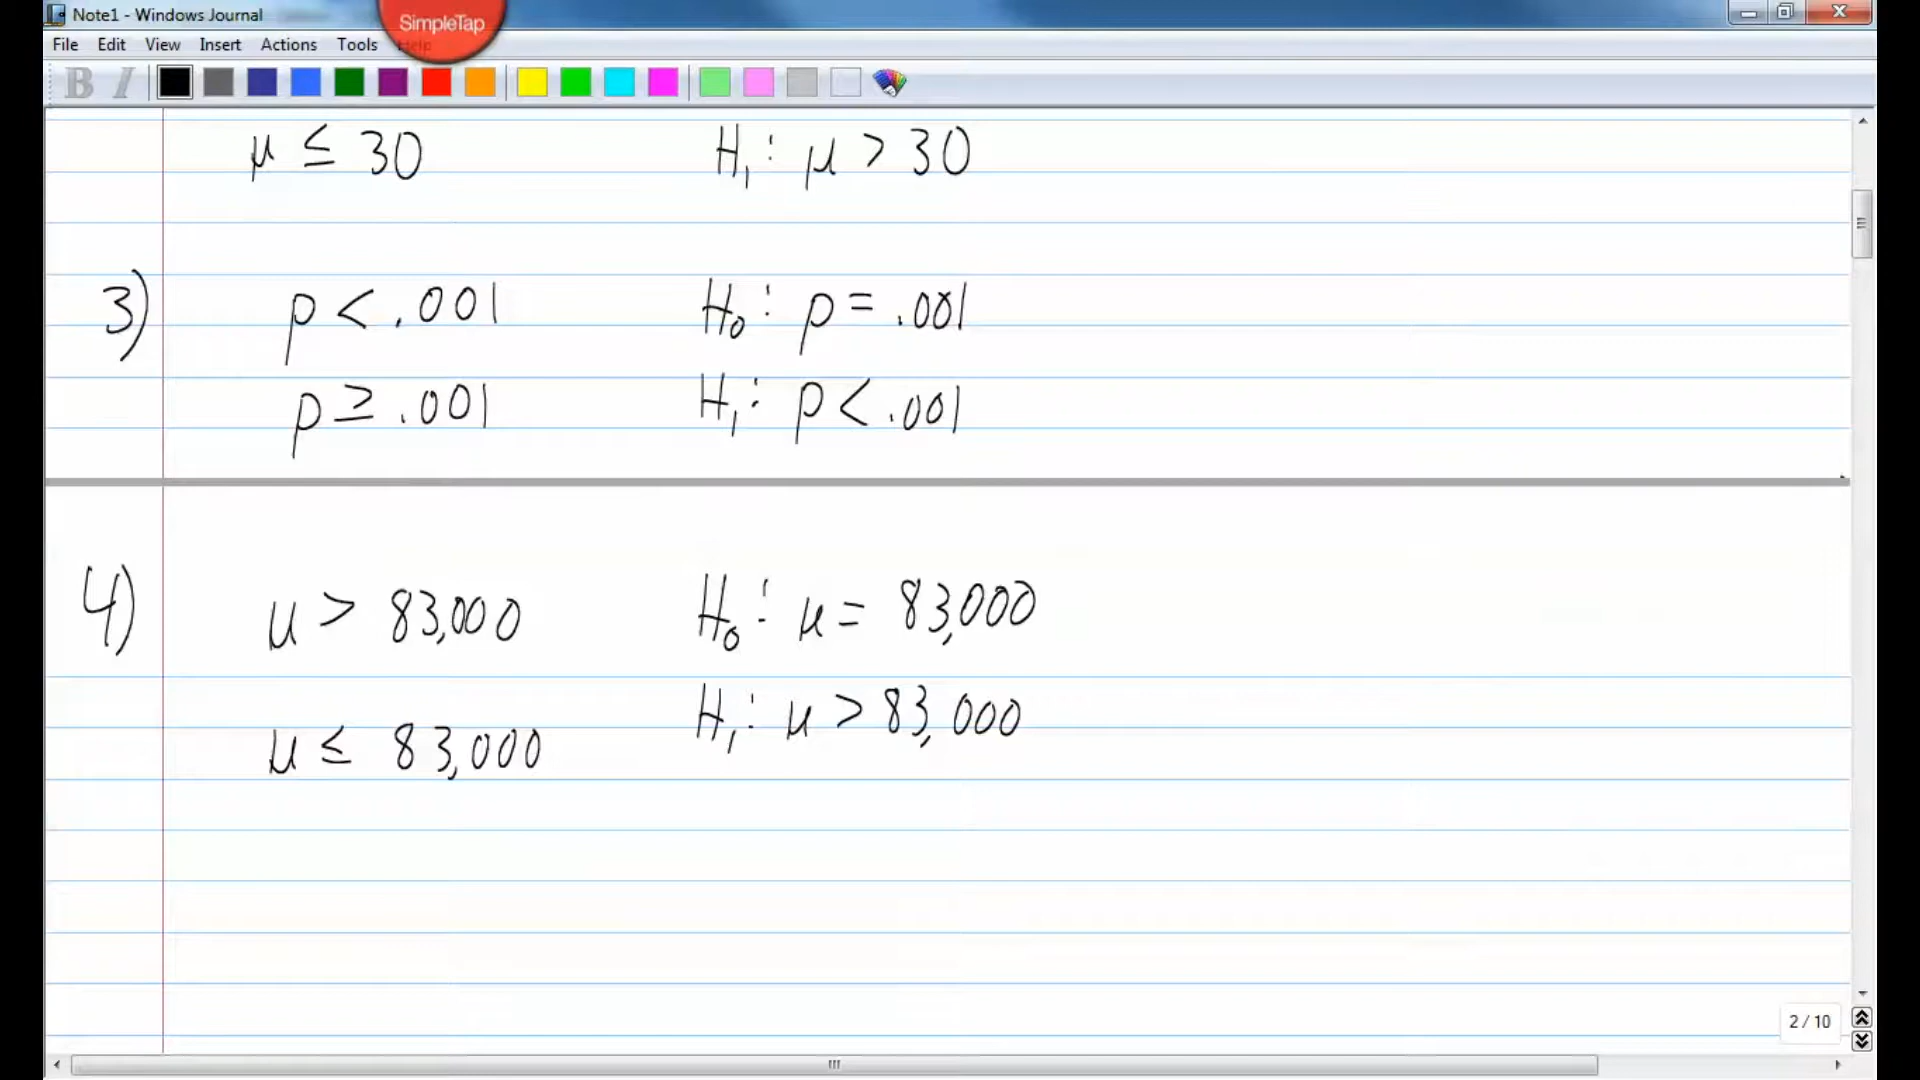 Note1 - Windows Journal
SimpleTap
File Edit View Insert Actions Tools Help
B I
μ ≤ 30 H₁: μ > 30
3) p < .001 H₀: p = .001
p ≥ .001 H₁: p < .001
4) μ > 83,000 H₀: μ = 83,000
μ ≤ 83,000 H₁: μ > 83,000
2 / 10